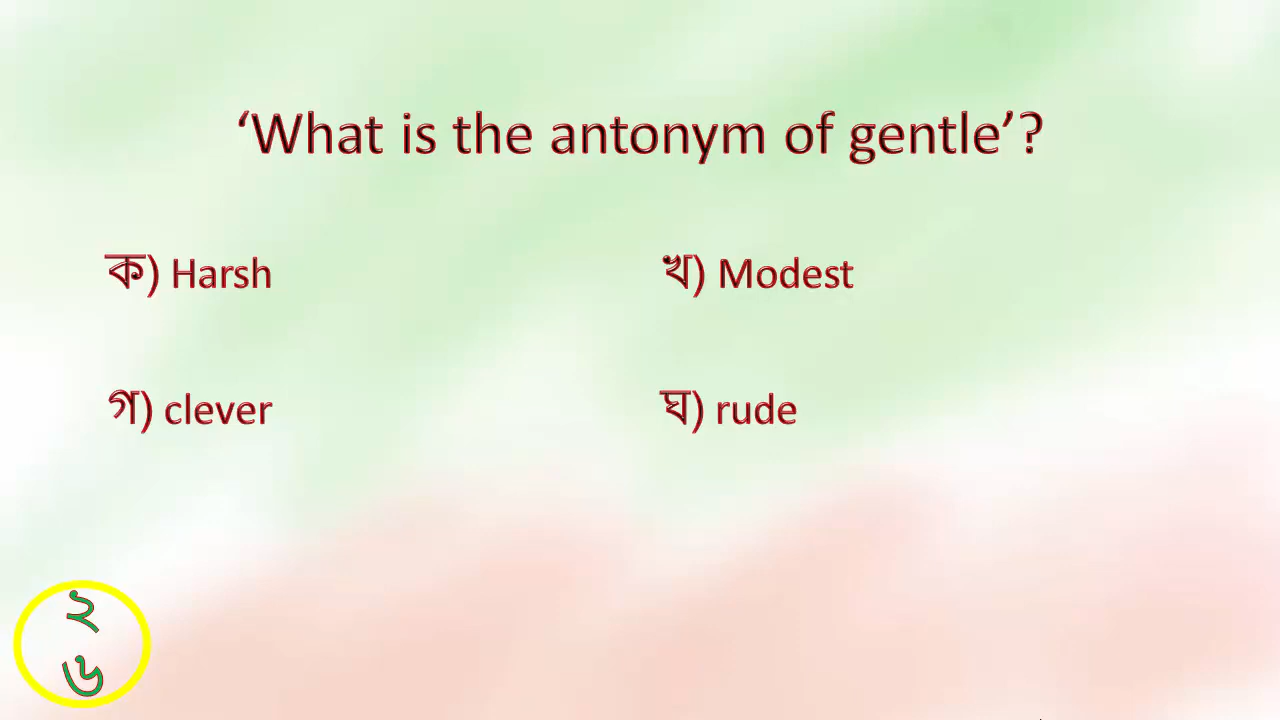 ‘What is the antonym of gentle’?
ক) Harsh
খ) Modest
গ) clever
ঘ) rude
২
৬